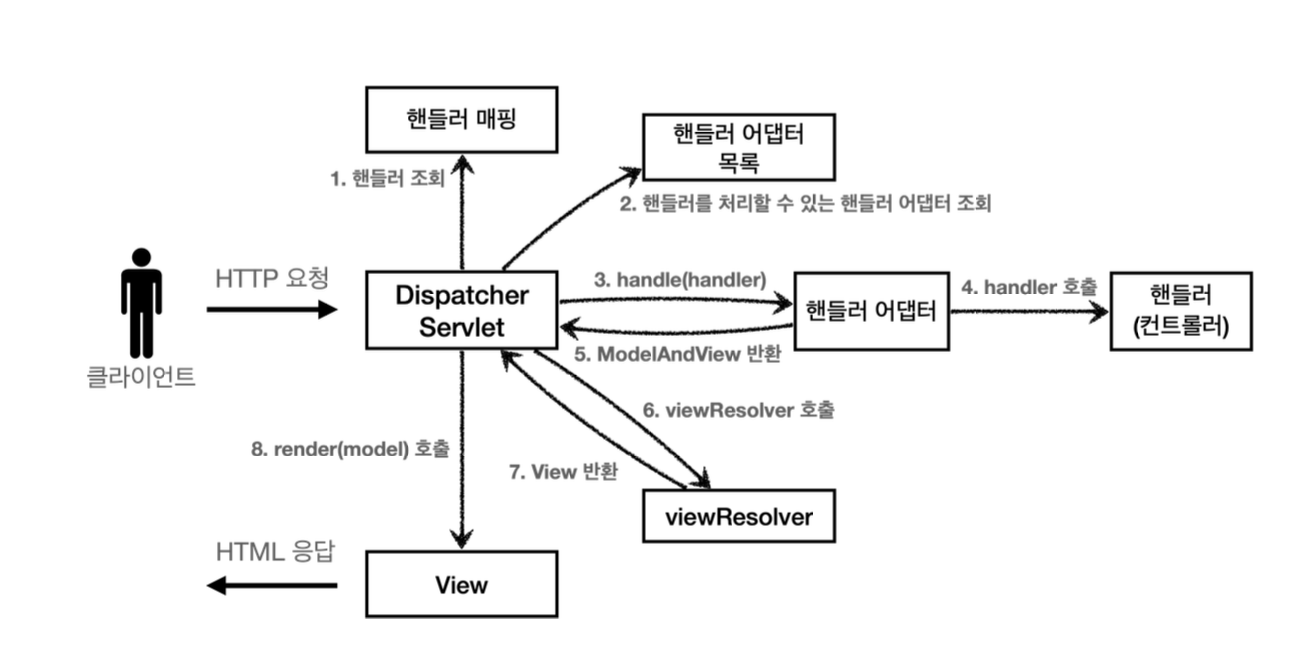 핸들러 매핑
핸들러 어댑터
목록
1. 핸들러 조회
2. 핸들러를 처리할 수 있는 핸들러 어댑터 조회
HTTP 요청
Dispatcher
Servlet
3. handle(handler)
핸들러 어댑터
4. handler 호출
핸들러
(컨트롤러)
5. ModelAndView 반환
클라이언트
6. viewResolver 호출
8. render(model) 호출
7. View 반환
viewResolver
HTML 응답
View